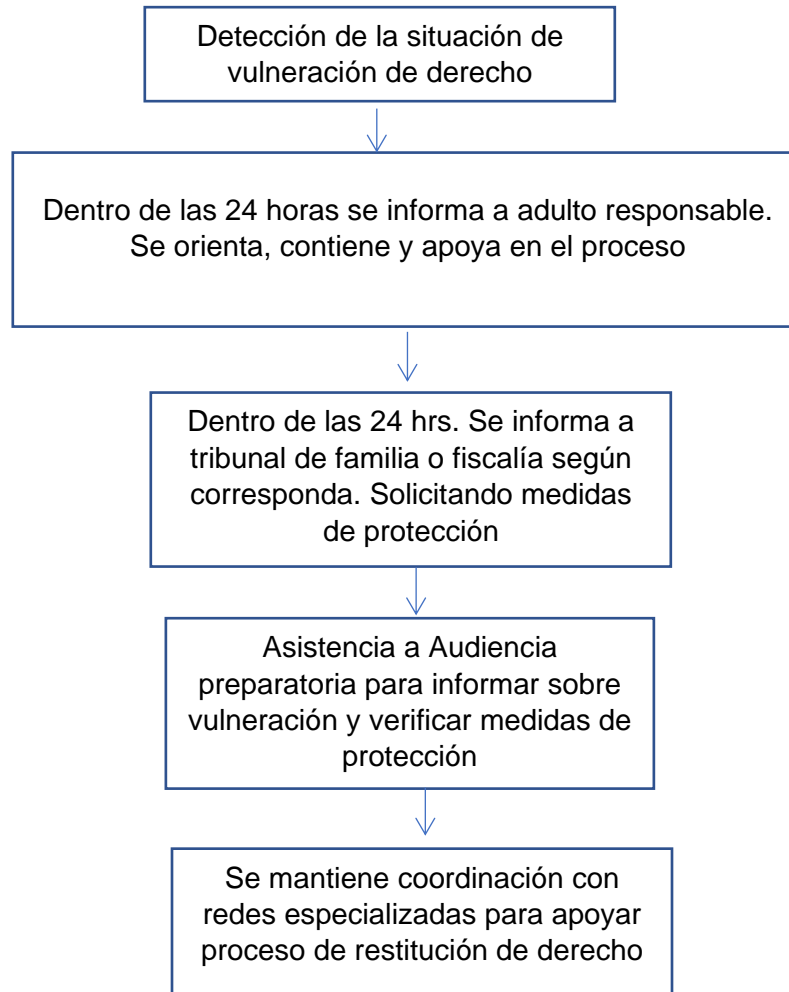 Detección de la situación de
vulneración de derecho
Dentro de las 24 horas se informa a adulto responsable.
Se orienta, contiene y apoya en el proceso
Dentro de las 24 hrs. Se informa a
tribunal de familia o fiscalía según
corresponda. Solicitando medidas
de protección
Asistencia a Audiencia
preparatoria para informar sobre
vulneración y verificar medidas de
protección
Se mantiene coordinación con
redes especializadas para apoyar
proceso de restitución de derecho